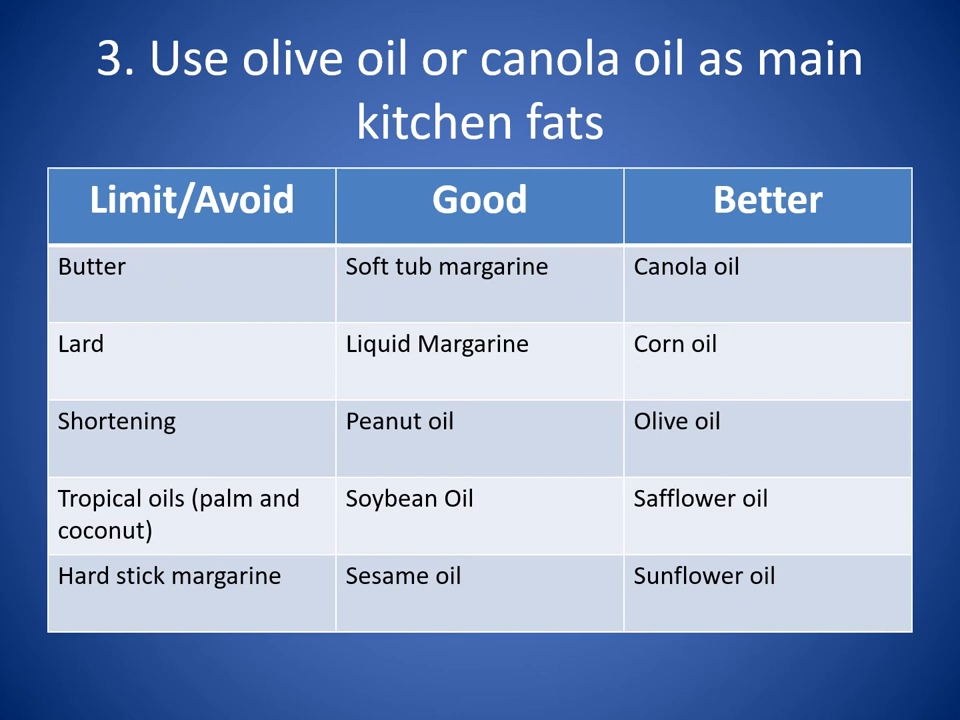 3. Use olive oil or canola oil as main
kitchen fats
Limit/Avoid Good Better
Butter Soft tub margarine Canola oil
Lard Liquid Margarine Corn oil
Shortening Peanut oil Olive oil
Tropical oils (palm and Soybean Oil Safflower oil
coconut)
Hard stick margarine Sesame oil Sunflower oil